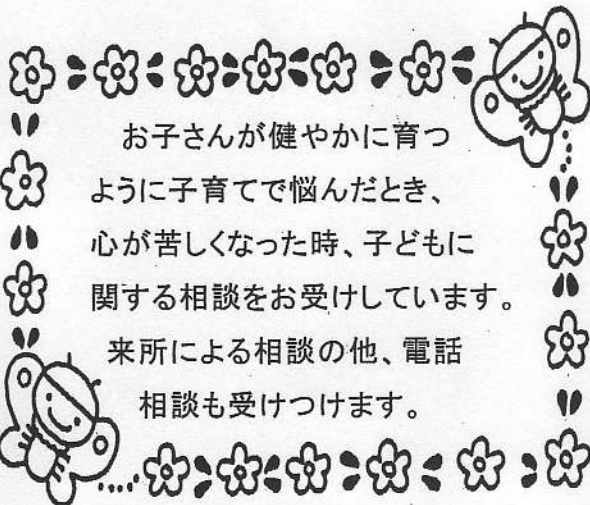 お子さんが健やかに育つ
ように子育てで悩んだとき、
心が苦しくなった時、子どもに
関する相談をお受けしています。
来所による相談の他、電話
相談も受けつけます。